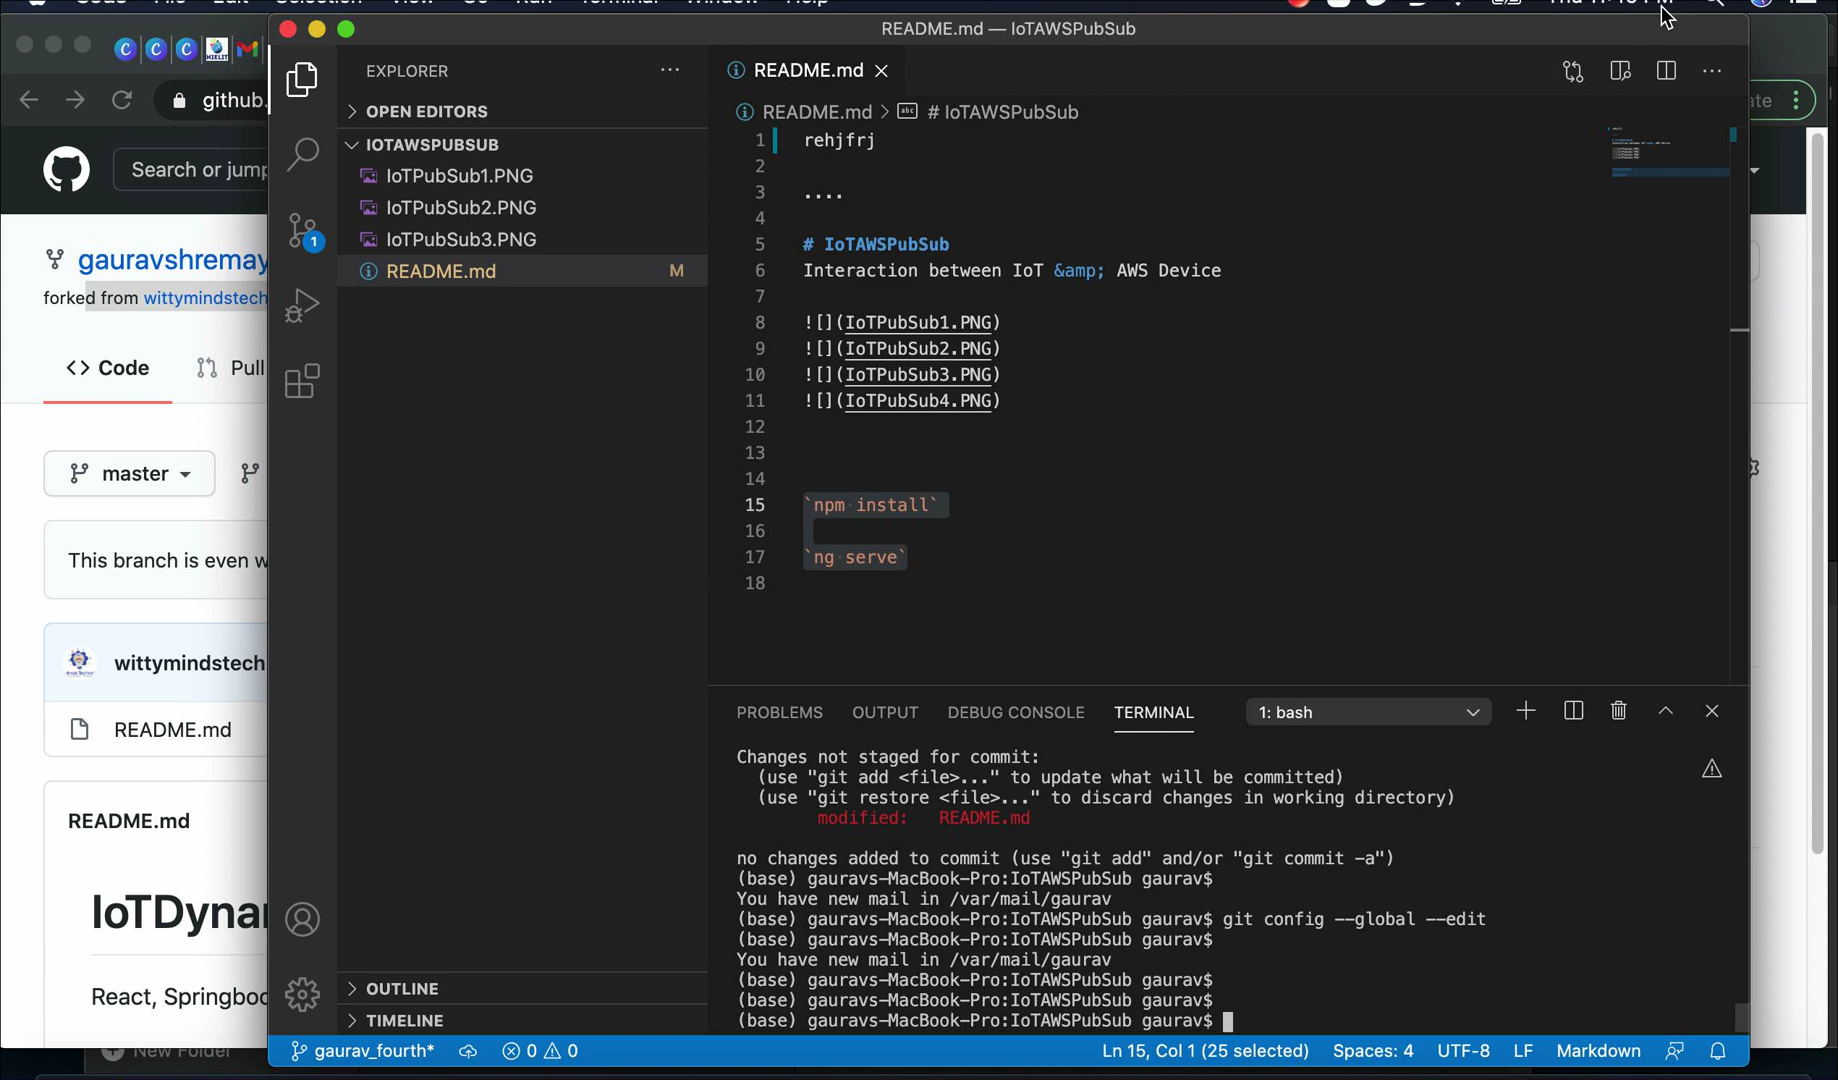 README.md — IoTAWSPubSub
EXPLORER
README.md
OPEN EDITORS
README.md > # IoTAWSPubSub
IOTAWSPUBSUB
IoTPubSub1.PNG
IoTPubSub2.PNG
IoTPubSub3.PNG
README.md M
1
1 rehjfrj
2
3 ....
4
5 # IoTAWSPubSub
6 Interaction between IoT &amp; AWS Device
7
8 ![](IoTPubSub1.PNG)
9 ![](IoTPubSub2.PNG)
10 ![](IoTPubSub3.PNG)
11 ![](IoTPubSub4.PNG)
12
13
14
15 `npm install`
16
17 `ng serve`
18
PROBLEMS OUTPUT DEBUG CONSOLE TERMINAL 1: bash
Changes not staged for commit:
(use "git add <file>..." to update what will be committed)
(use "git restore <file>..." to discard changes in working directory)
modified: README.md
no changes added to commit (use "git add" and/or "git commit -a")
(base) gauravs-MacBook-Pro:IoTAWSPubSub gaurav$
You have new mail in /var/mail/gaurav
(base) gauravs-MacBook-Pro:IoTAWSPubSub gaurav$ git config --global --edit
(base) gauravs-MacBook-Pro:IoTAWSPubSub gaurav$
You have new mail in /var/mail/gaurav
(base) gauravs-MacBook-Pro:IoTAWSPubSub gaurav$
(base) gauravs-MacBook-Pro:IoTAWSPubSub gaurav$
(base) gauravs-MacBook-Pro:IoTAWSPubSub gaurav$
OUTLINE
TIMELINE
gaurav_fourth* 0 0 Ln 15, Col 1 (25 selected) Spaces: 4 UTF-8 LF Markdown
github.
Search or jump
gauravshremay
forked from wittymindstech
<> Code Pull
master
This branch is even w
wittymindstech
README.md
README.md
IoTDyna
React, Springboo
New Folder